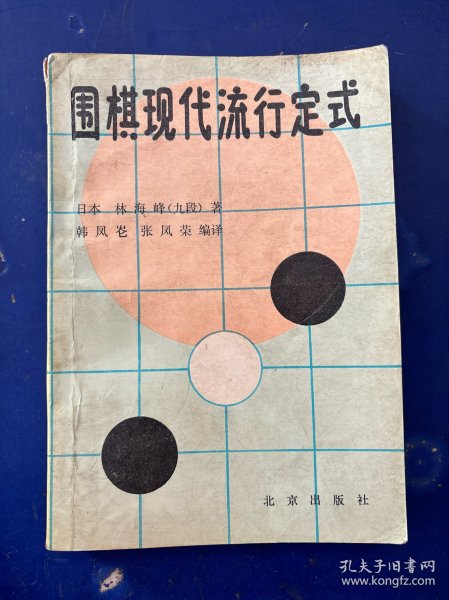 围棋现代流行定式
日本 林海峰(九段)著
韩凤岺 张凤荣 编译
北京出版社
孔夫子旧书网
www.kongfz.com